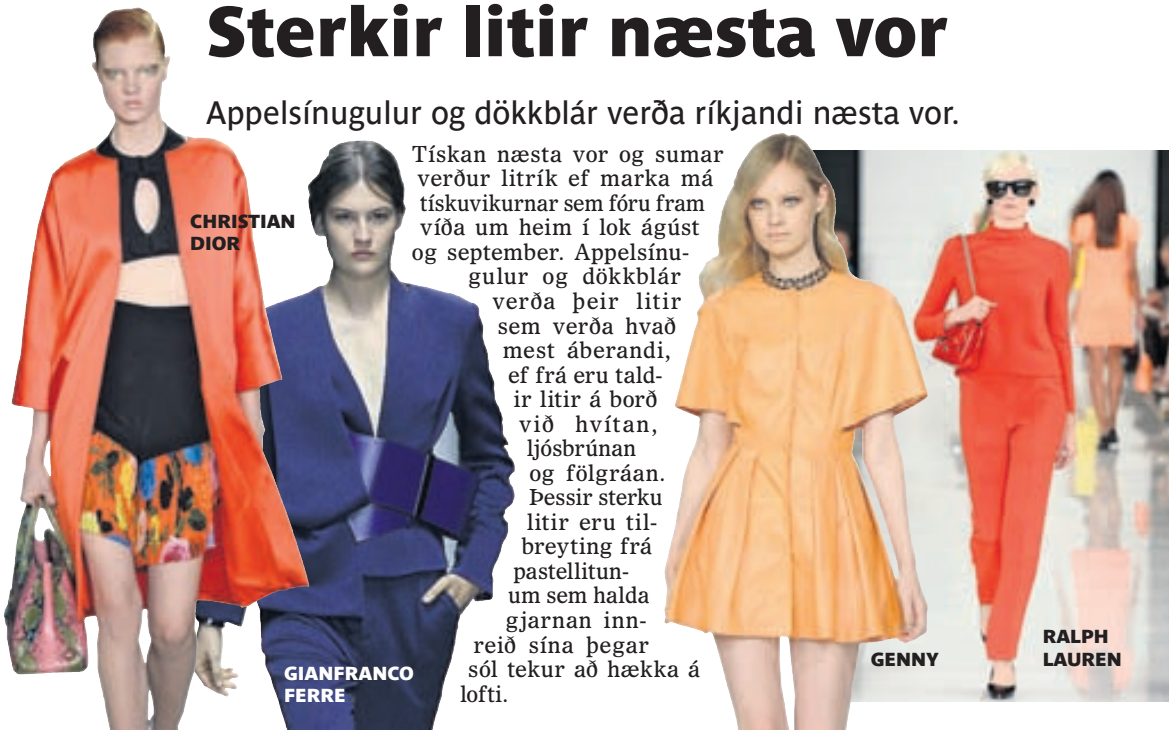 Sterkir litir næsta vor
Appelsínugulur og dökkblár verða ríkjandi næsta vor.
Tískan næsta vor og sumar
verður litrík ef marka má
tískuvikurnar sem fóru fram
víða um heim í lok ágúst
og september. Appelsínu-
gulur og dökkblár
verða þeir litir
sem verða hvað
mest áberandi,
ef frá eru tald-
ir litir á borð
við hvítan,
ljósbrúnan
og fölgráan.
Þessir sterku
litir eru til-
breyting frá
pastellitun-
um sem halda
gjarnan inn-
reið sína þegar
sól tekur að hækka á
lofti.
CHRISTIAN
DIOR
GIANFRANCO
FERRE
GENNY
RALPH
LAUREN